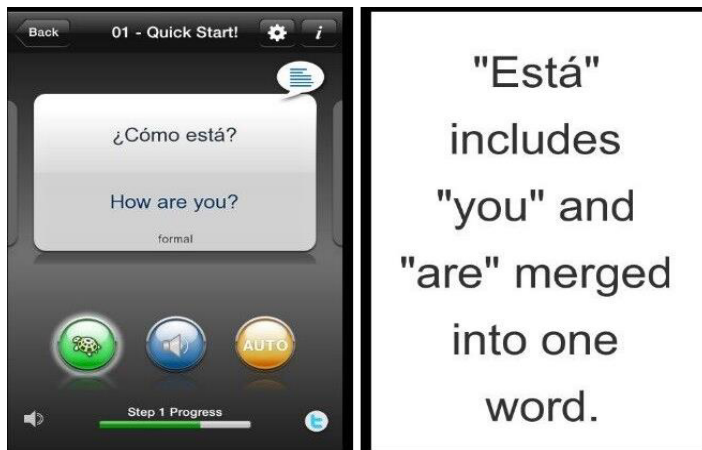 Back
01 - Quick Start!
i
¿Cómo está?
How are you?
formal
AUTO
Step 1 Progress
"Está"
includes
"you" and
"are" merged
into one
word.